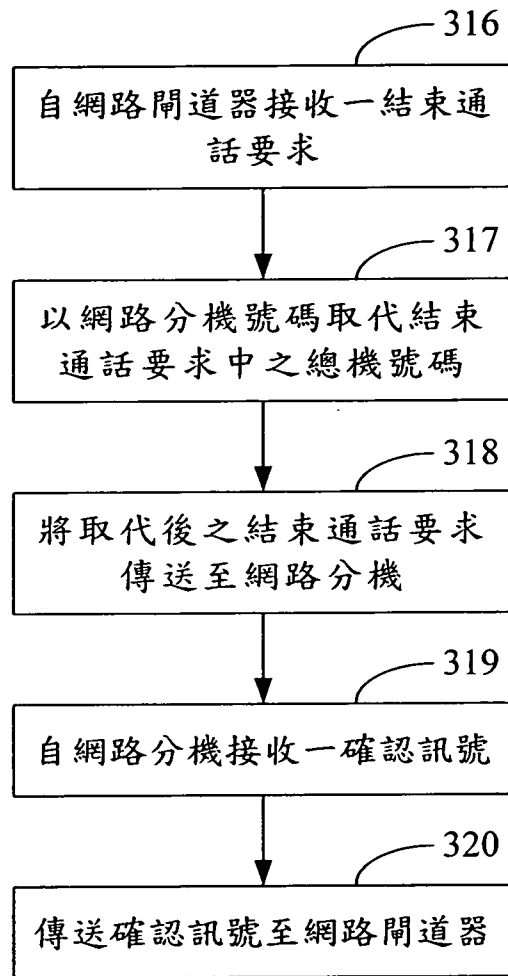 316
自網路閘道器接收一結束通
話要求
317
以網路分機號碼取代結束
通話要求中之總機號碼
318
將取代後之結束通話要求
傳送至網路分機
319
自網路分機接收一確認訊號
320
傳送確認訊號至網路閘道器